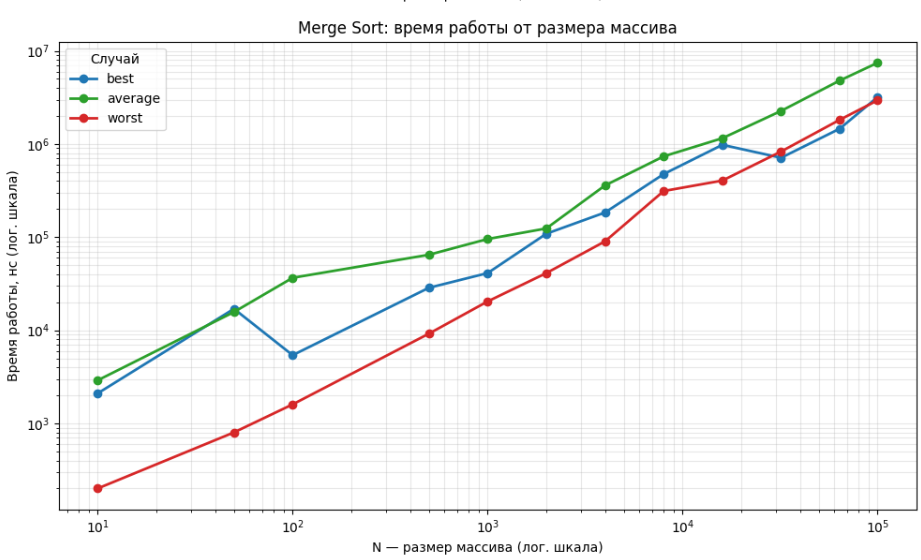 Merge Sort: время работы от размера массива
10⁷
10⁶
10⁵
10⁴
10³
Время работы, нс (лог. шкала)
Случай
best
average
worst
10¹
10²
10³
10⁴
10⁵
N — размер массива (лог. шкала)